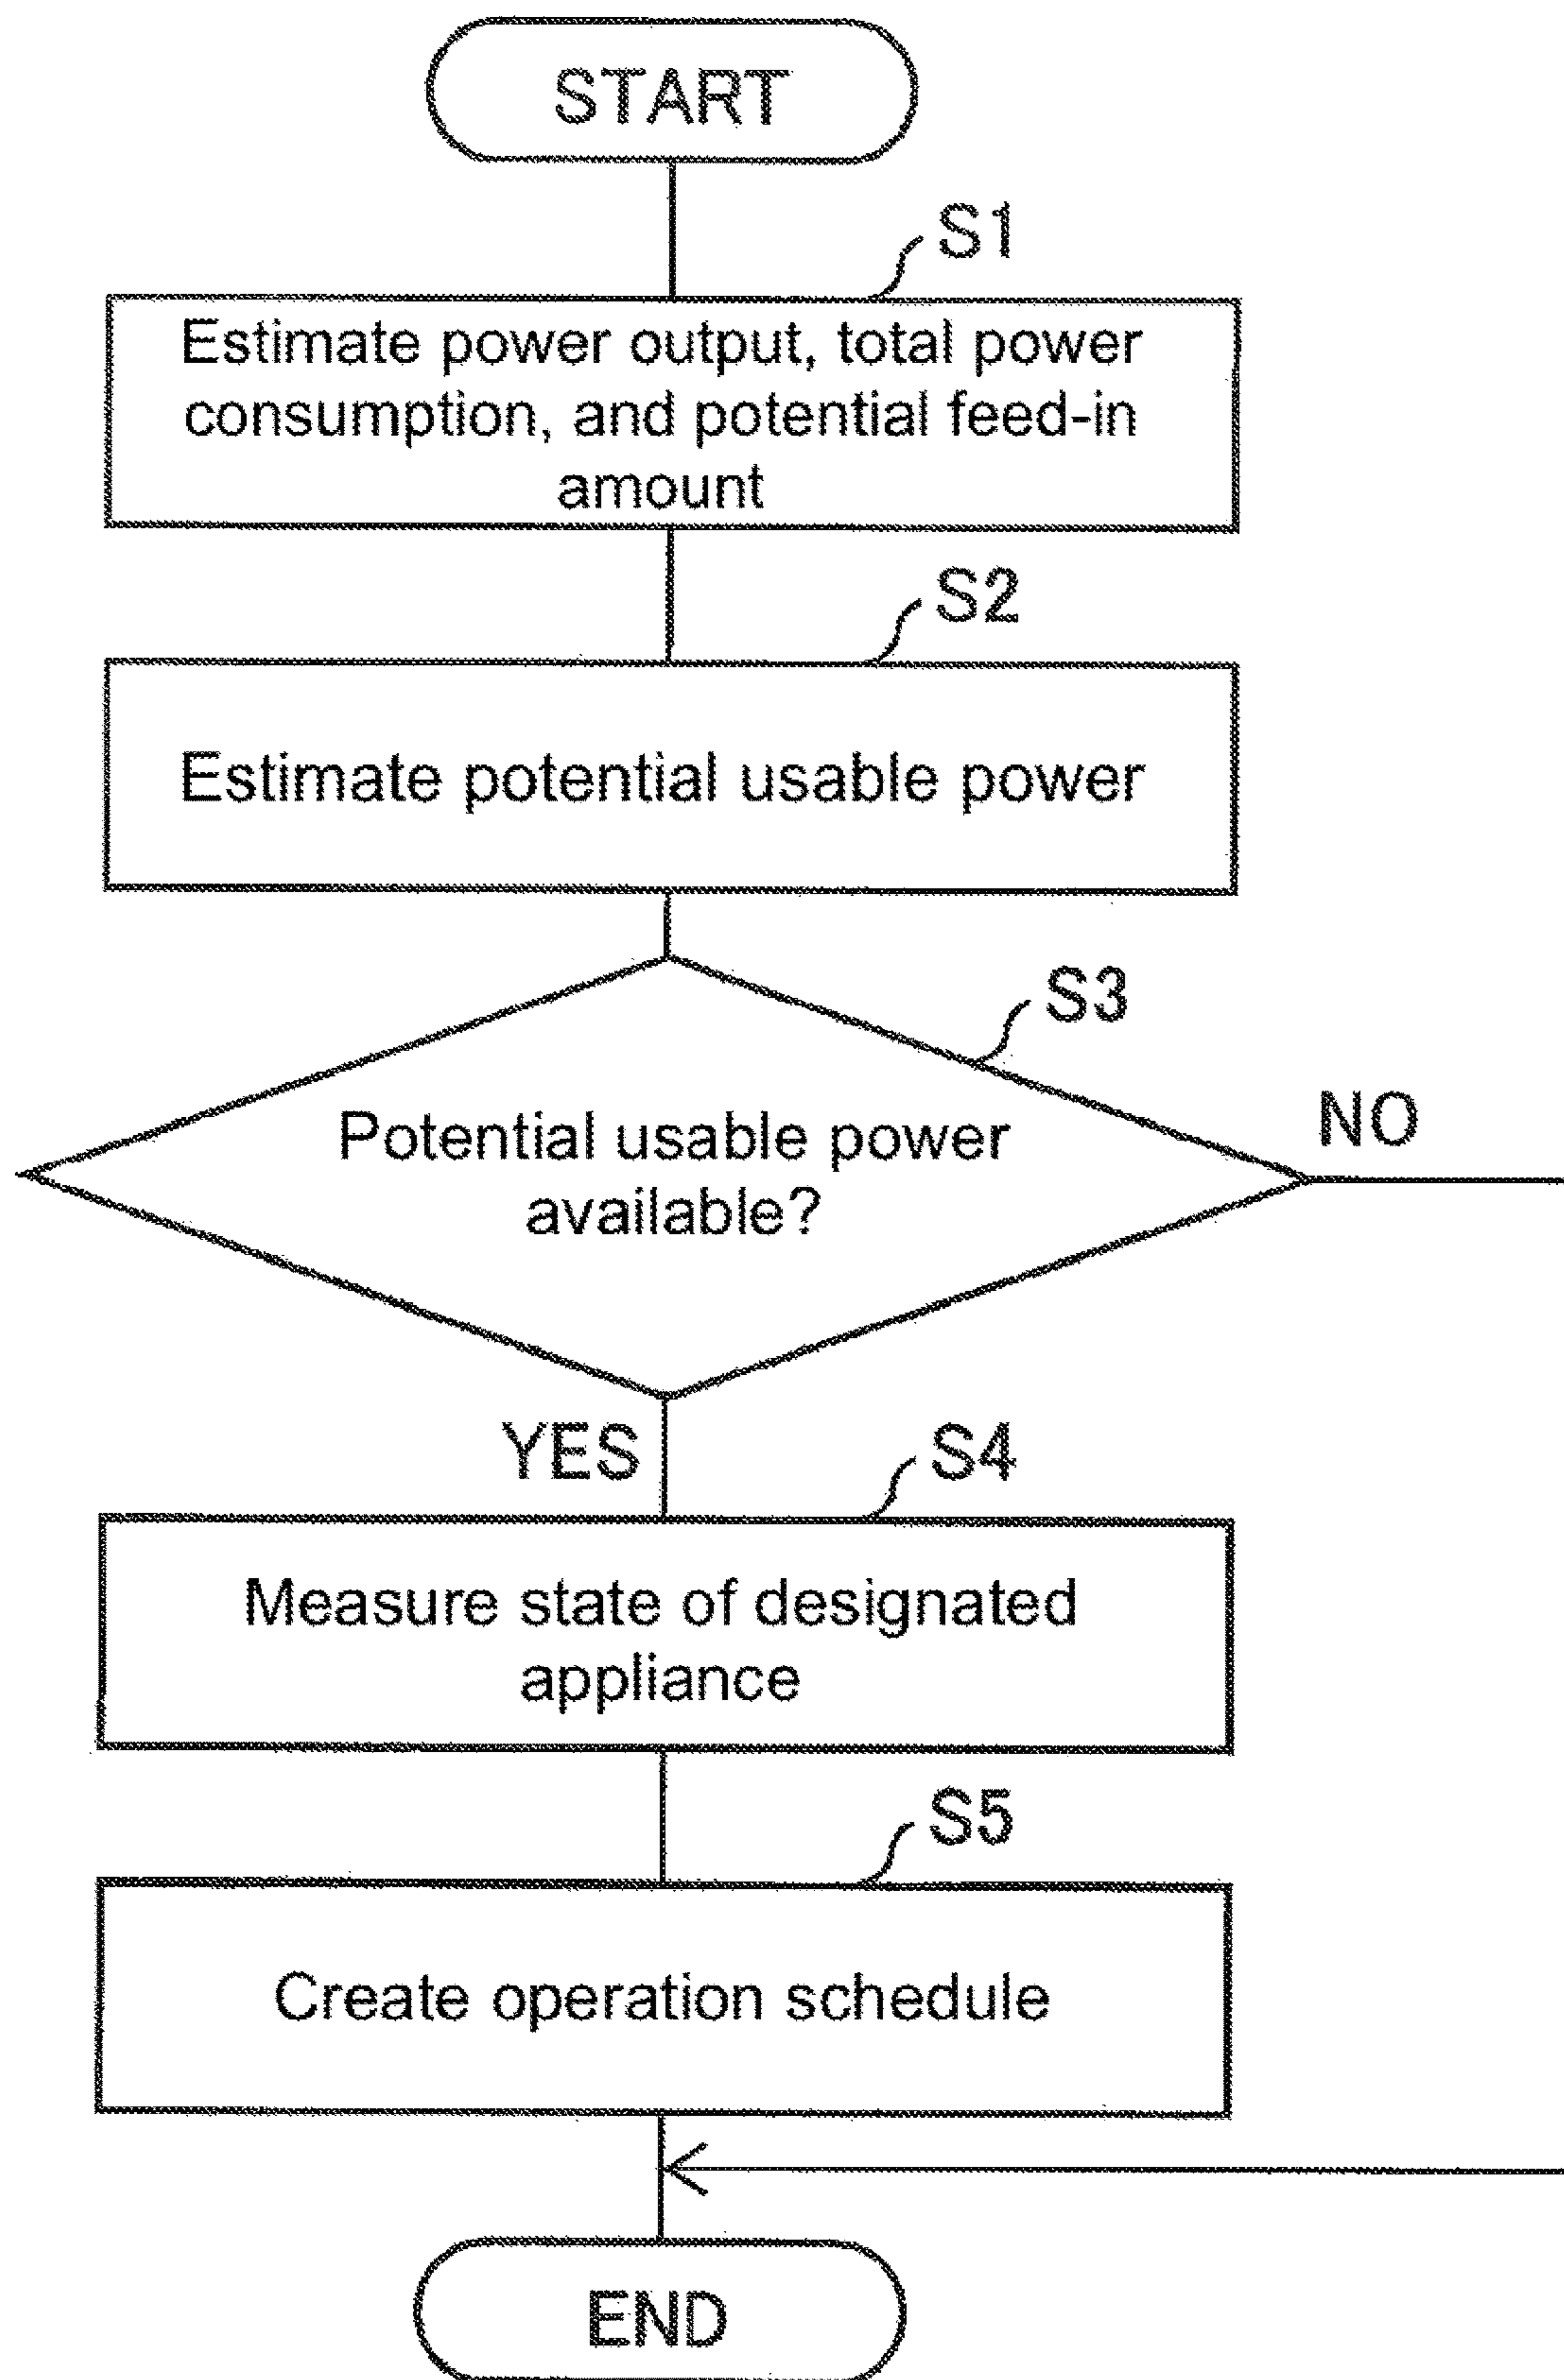 START
S1
Estimate power output, total power
consumption, and potential feed-in
amount
S2
Estimate potential usable power
S3
Potential usable power
available?
NO
YES
S4
Measure state of designated
appliance
S5
Create operation schedule
END